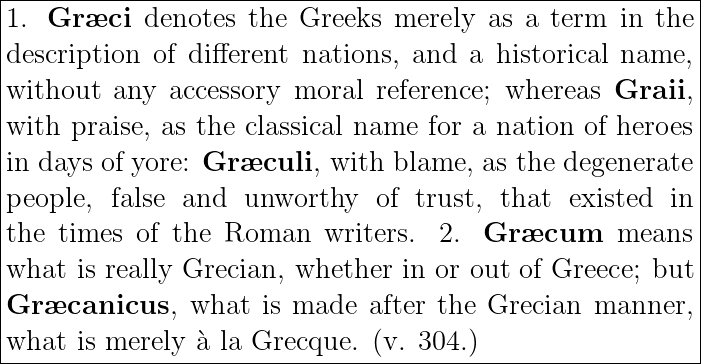 1. Græci denotes the Greeks merely as a term in the
description of different nations, and a historical name,
without any accessory moral reference; whereas Graii,
with praise, as the classical name for a nation of heroes
in days of yore: Græculi, with blame, as the degenerate
people, false and unworthy of trust, that existed in
the times of the Roman writers. 2. Græcum means
what is really Grecian, whether in or out of Greece; but
Græcanicus, what is made after the Grecian manner,
what is merely à la Grecque. (v. 304.)